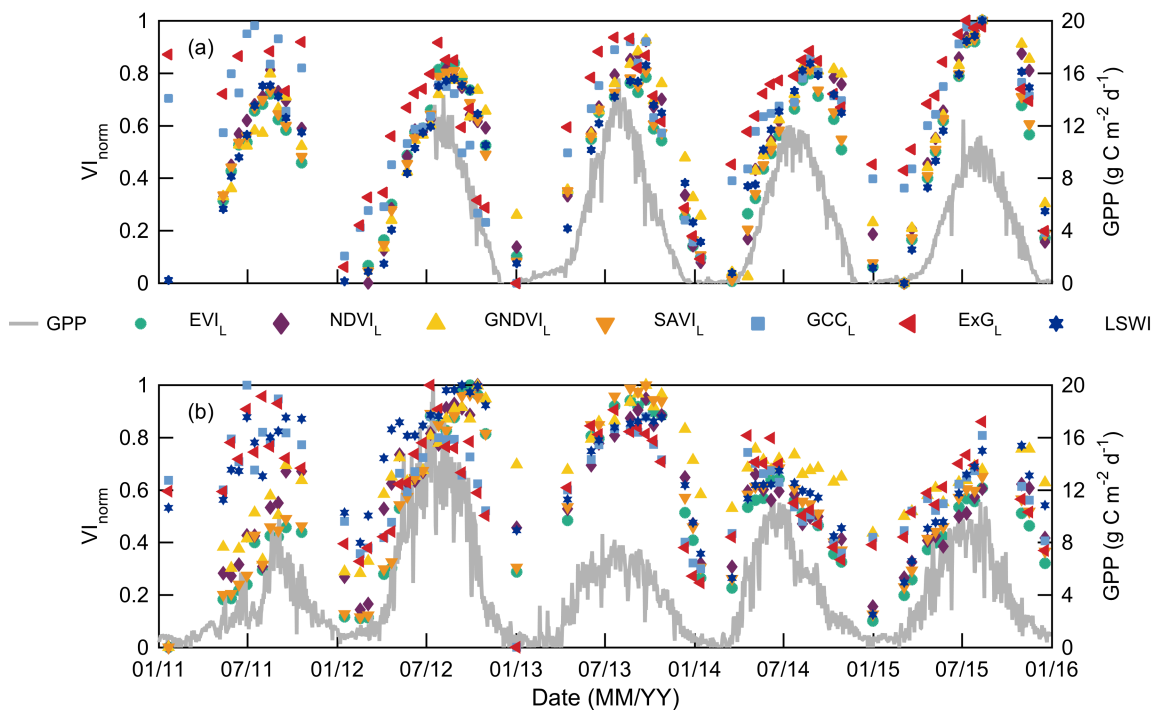 (a)
1
0.8
0.6
0.4
0.2
0
VI_norm
20
16
12
8
4
0
GPP (g C m⁻² d⁻¹)
GPP EVI_L NDVI_L GNDVI_L SAVI_L GCC_L ExG_L LSWI
(b)
1
0.8
0.6
0.4
0.2
0
VI_norm
20
16
12
8
4
0
GPP (g C m⁻² d⁻¹)
01/11 07/11 01/12 07/12 01/13 07/13 01/14 07/14 01/15 07/15 01/16
Date (MM/YY)